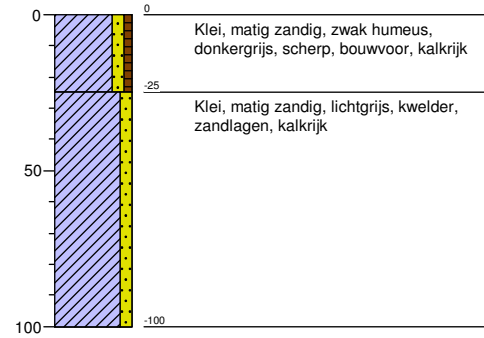 0
0
Klei, matig zandig, zwak humeus,
donkergrijs, scherp, bouwvoor, kalkrijk
-25
Klei, matig zandig, lichtgrijs, kwelder,
zandlagen, kalkrijk
50
100
-100